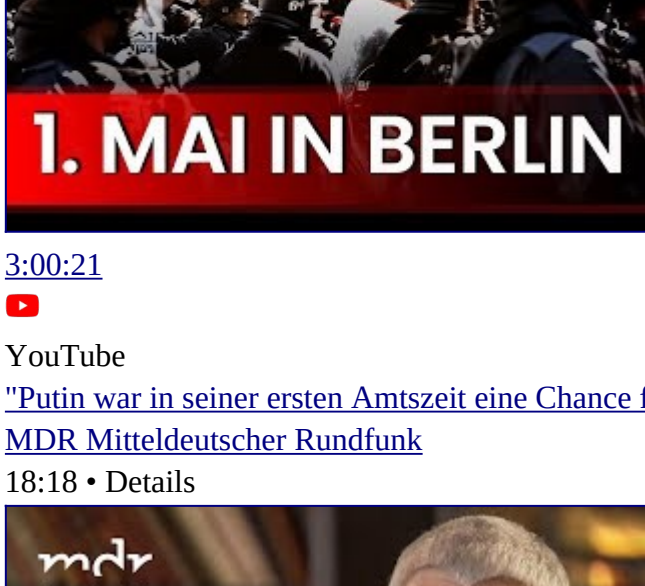 1. MAI IN BERLIN
3:00:21
YouTube
"Putin war in seiner ersten Amtszeit eine Chance
MDR Mitteldeutscher Rundfunk
18:18 • Details
mdr